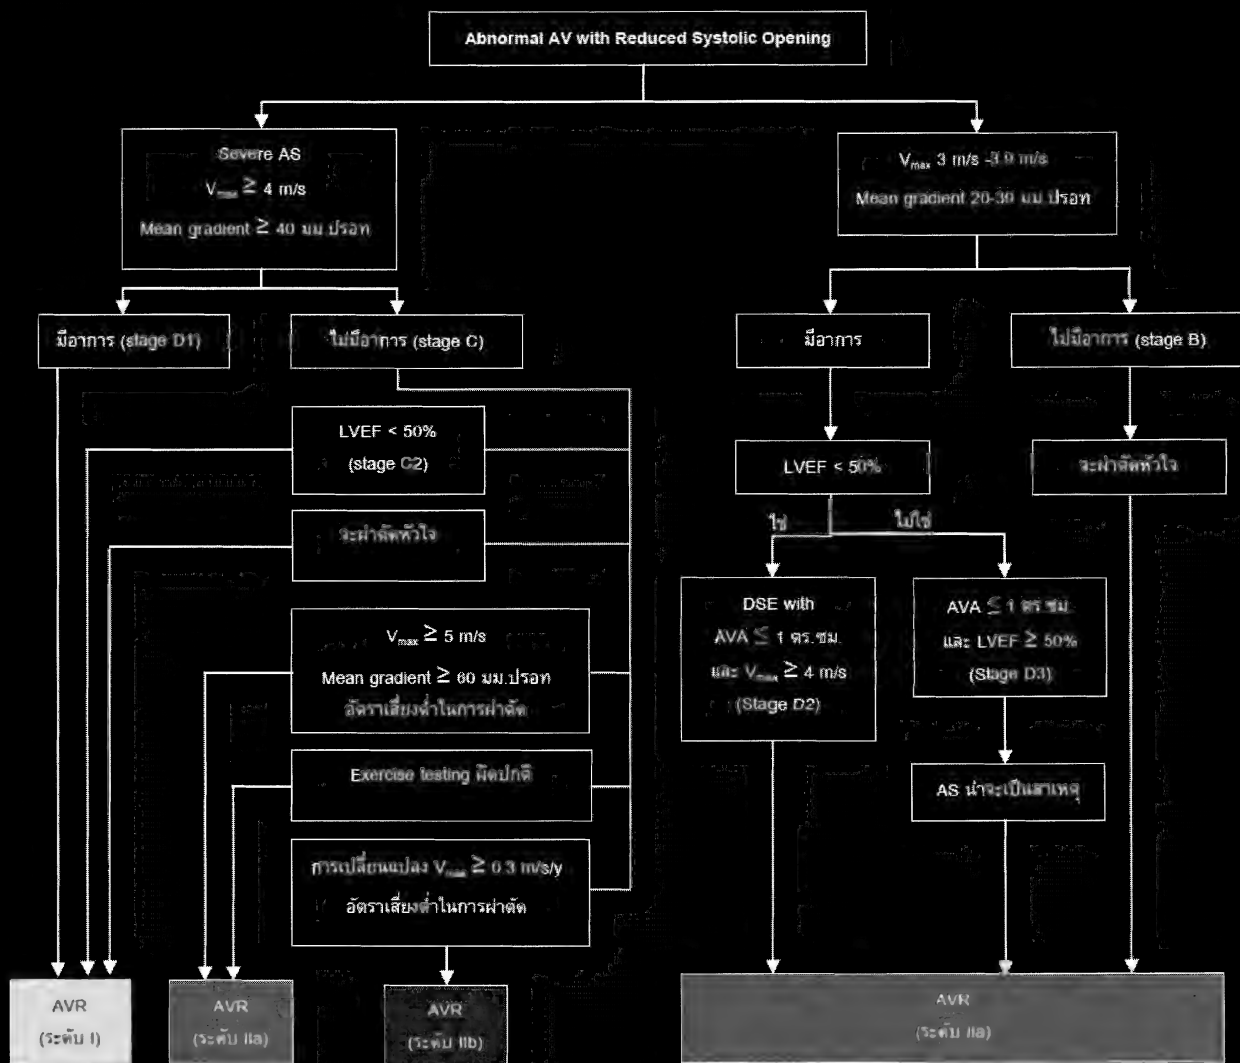 Abnormal AV with Reduced Systolic Opening
Severe AS
Vmax ≥ 4 m/s
Mean gradient ≥ 40 มม.ปรอท
Vmax 3 m/s -3.9 m/s
Mean gradient 20-39 มม.ปรอท
มีอาการ (stage D1)
ไม่มีอาการ (stage C)
มีอาการ
ไม่มีอาการ (stage B)
LVEF < 50%
(stage C2)
LVEF < 50%
จะผ่าตัดหัวใจ
จะผ่าตัดหัวใจ
ใช่
ไม่ใช่
DSE with
AVA ≤ 1 ตร.ซม.
และ Vmax ≥ 4 m/s
(Stage D2)
AVA ≤ 1 ตร.ซม.
และ LVEF ≥ 50%
(Stage D3)
Vmax ≥ 5 m/s
Mean gradient ≥ 60 มม.ปรอท
อัตราเสี่ยงต่ำในการผ่าตัด
Exercise testing ผิดปกติ
AS น่าจะเป็นสาเหตุ
การเปลี่ยนแปลง Vmax ≥ 0.3 m/s/y
อัตราเสี่ยงต่ำในการผ่าตัด
AVR
(ระดับ I)
AVR
(ระดับ IIa)
AVR
(ระดับ IIb)
AVR
(ระดับ IIa)